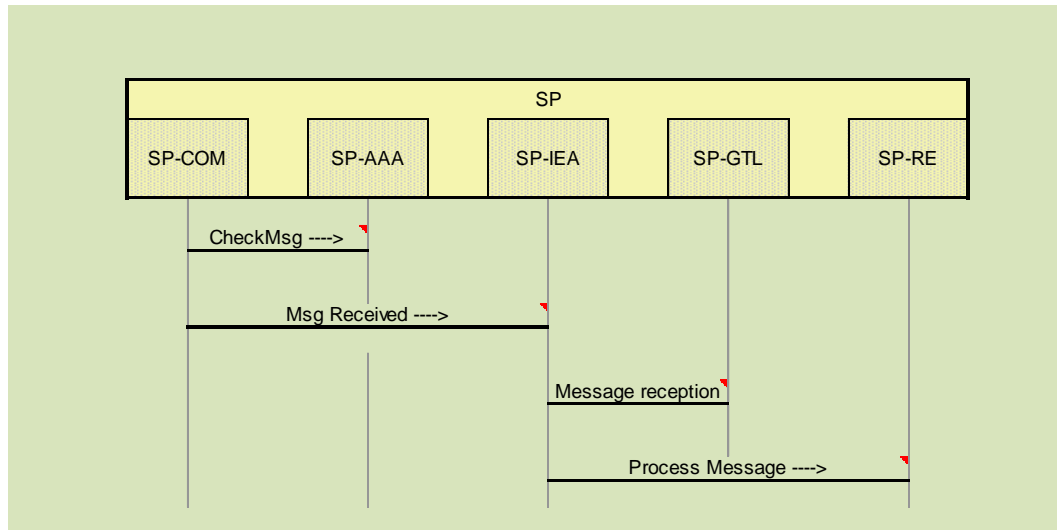 SP
SP-COM
SP-AAA
SP-IEA
SP-GTL
SP-RE
CheckMsg ---->
Msg Received ---->
Message reception
Process Message ---->